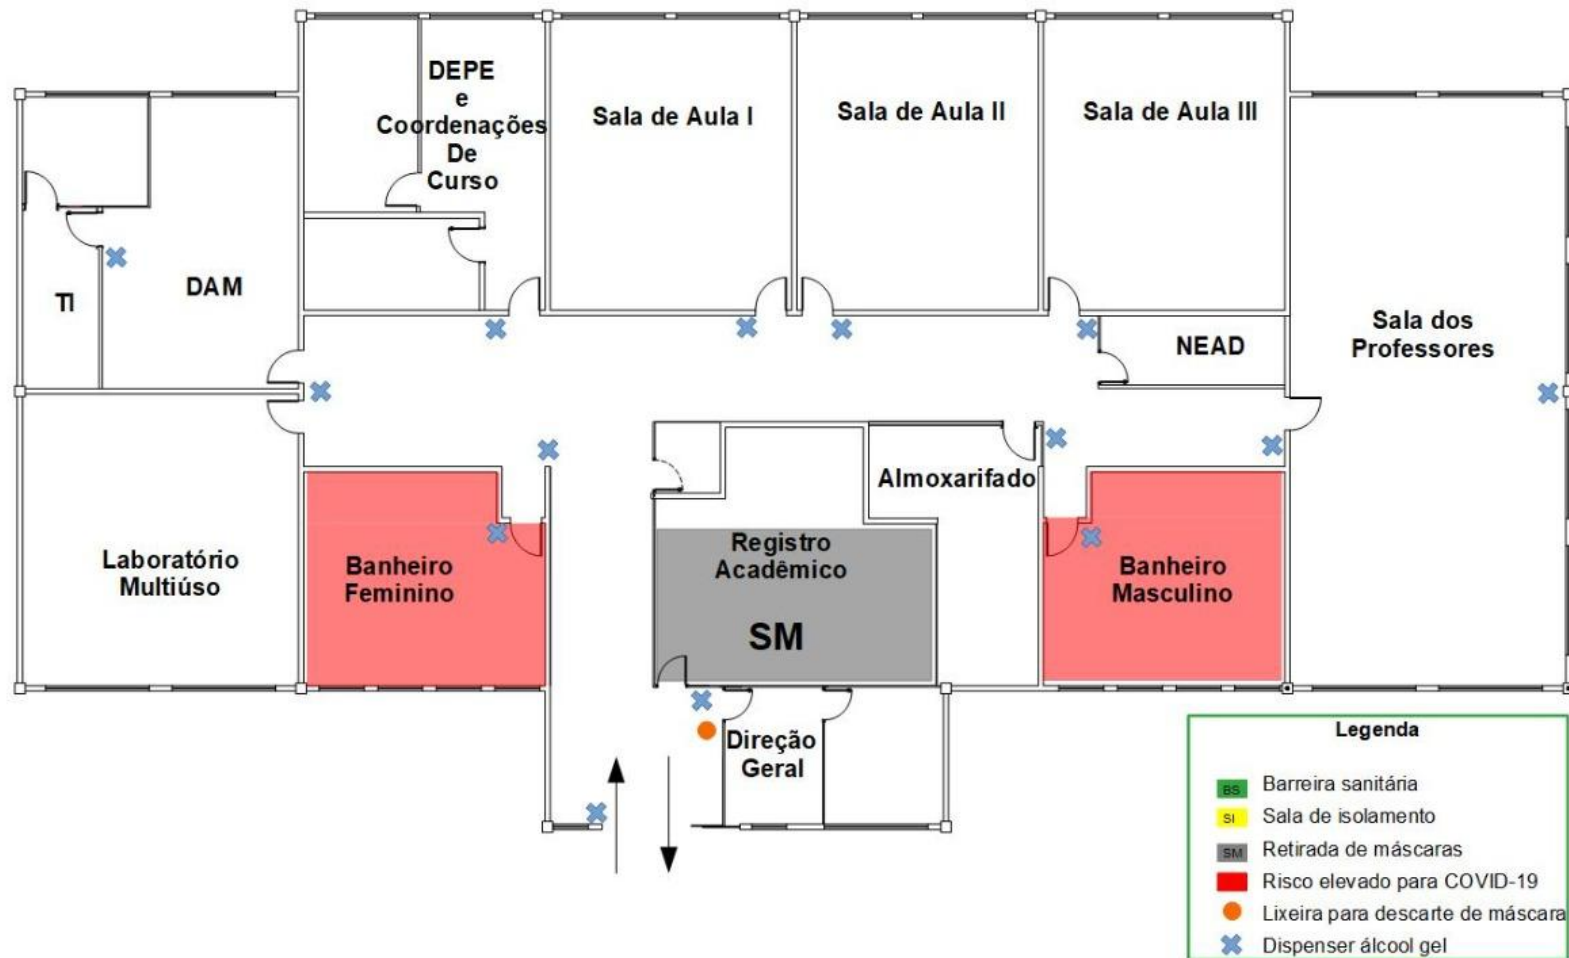 DEPE
e
Coordenações
De
Curso
Sala de Aula I
Sala de Aula II
Sala de Aula III
TI
DAM
NEAD
Sala dos
Professores
Almoxarifado
Laboratório
Multiúso
Banheiro
Feminino
Registro
Acadêmico
SM
Banheiro
Masculino
Direção
Geral
Legenda
BS Barreira sanitária
SI Sala de isolamento
SM Retirada de máscaras
Risco elevado para COVID-19
Lixeira para descarte de máscara
Dispenser álcool gel